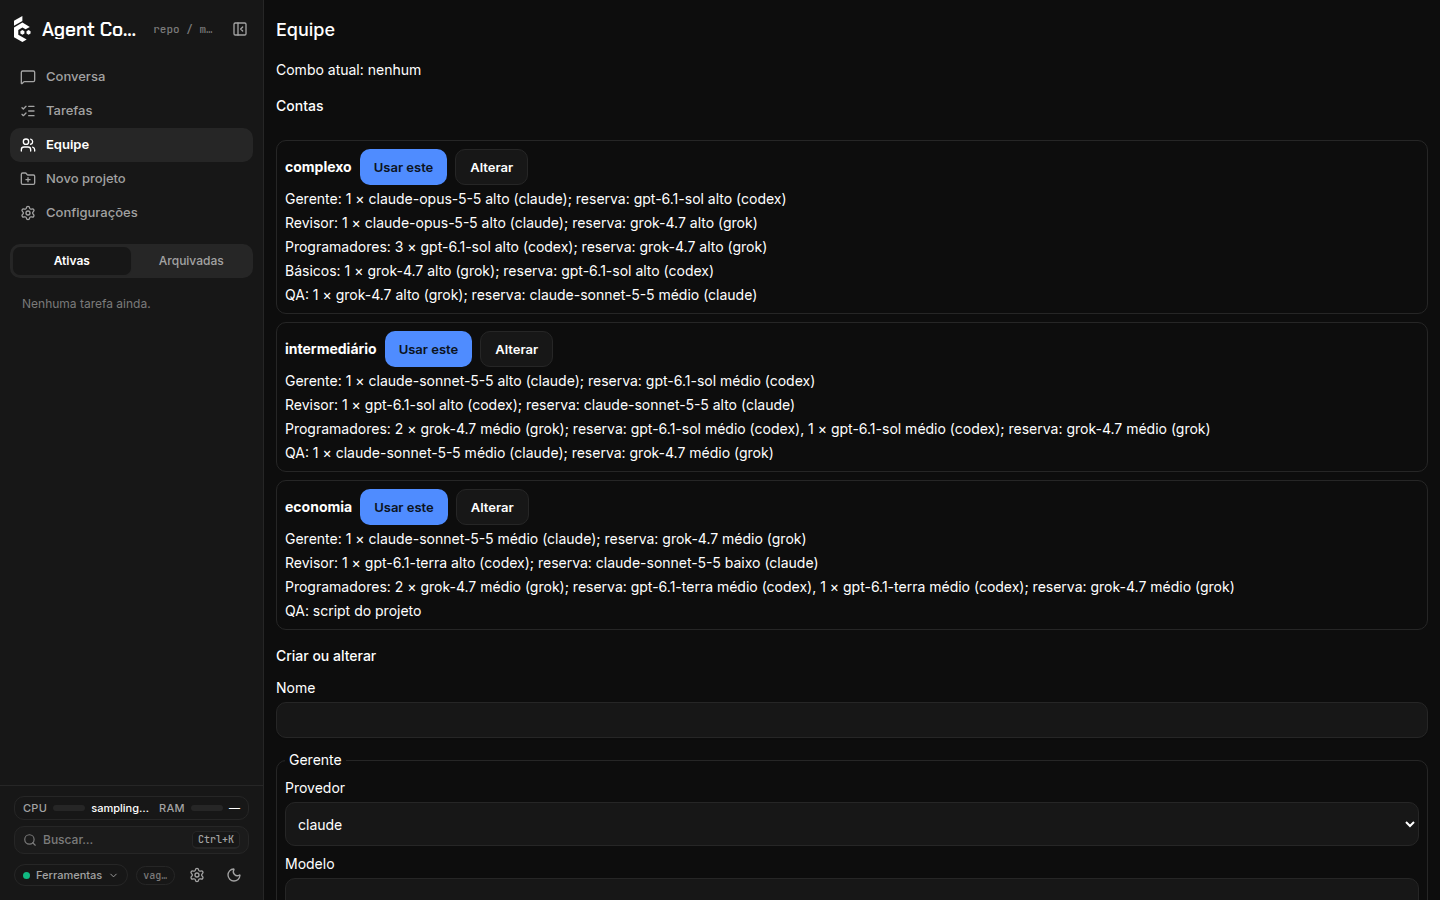 Agent Co...
repo / m…
Conversa
Tarefas
Equipe
Novo projeto
Configurações
Ativas
Arquivadas
Nenhuma tarefa ainda.
CPU
sampling...
RAM
—
Buscar...
Ctrl+K
Ferramentas
vag…
Equipe
Combo atual: nenhum
Contas
complexo
Usar este
Alterar
Gerente: 1 × claude-opus-5-5 alto (claude); reserva: gpt-6.1-sol alto (codex)
Revisor: 1 × claude-opus-5-5 alto (claude); reserva: grok-4.7 alto (grok)
Programadores: 3 × gpt-6.1-sol alto (codex); reserva: grok-4.7 alto (grok)
Básicos: 1 × grok-4.7 alto (grok); reserva: gpt-6.1-sol alto (codex)
QA: 1 × grok-4.7 alto (grok); reserva: claude-sonnet-5-5 médio (claude)
intermediário
Usar este
Alterar
Gerente: 1 × claude-sonnet-5-5 alto (claude); reserva: gpt-6.1-sol médio (codex)
Revisor: 1 × gpt-6.1-sol alto (codex); reserva: claude-sonnet-5-5 alto (claude)
Programadores: 2 × grok-4.7 médio (grok); reserva: gpt-6.1-sol médio (codex), 1 × gpt-6.1-sol médio (codex); reserva: grok-4.7 médio (grok)
QA: 1 × claude-sonnet-5-5 médio (claude); reserva: grok-4.7 médio (grok)
economia
Usar este
Alterar
Gerente: 1 × claude-sonnet-5-5 médio (claude); reserva: grok-4.7 médio (grok)
Revisor: 1 × gpt-6.1-terra alto (codex); reserva: claude-sonnet-5-5 baixo (claude)
Programadores: 2 × grok-4.7 médio (grok); reserva: gpt-6.1-terra médio (codex), 1 × gpt-6.1-terra médio (codex); reserva: grok-4.7 médio (grok)
QA: script do projeto
Criar ou alterar
Nome
Gerente
Provedor
claude
Modelo